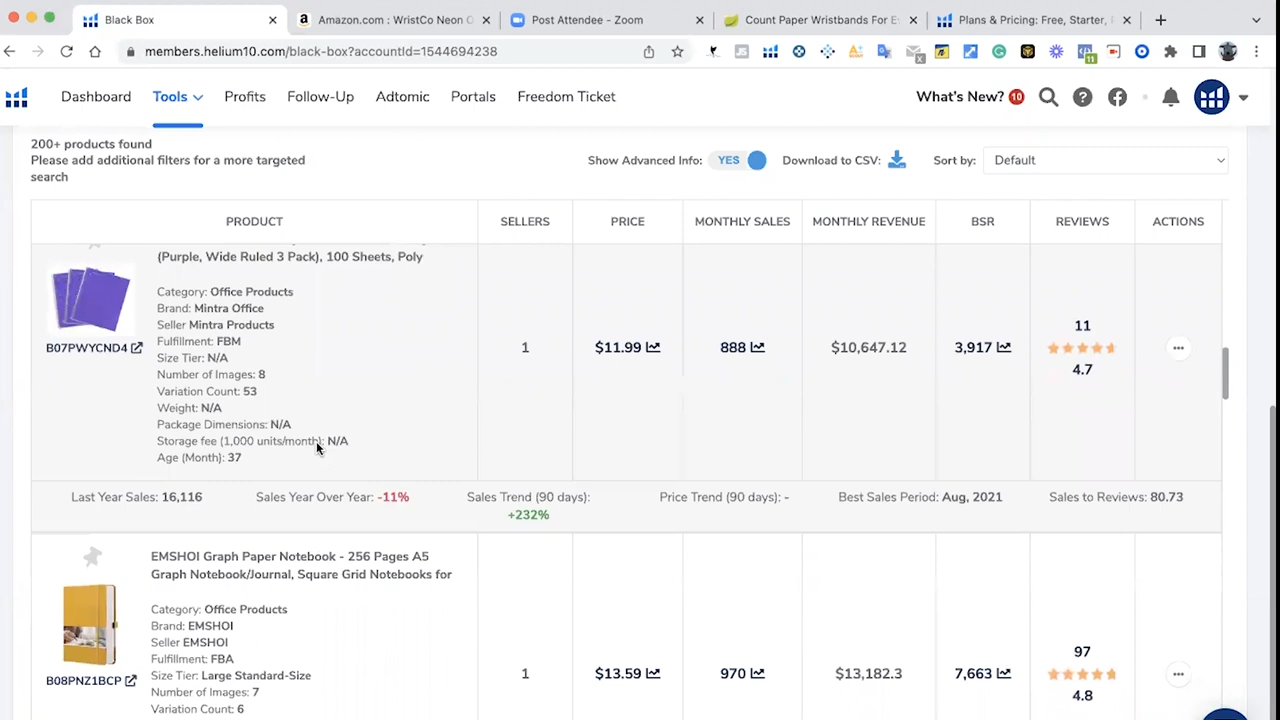 Black Box
Amazon.com : WristCo Neon O
Post Attendee - Zoom
Count Paper Wristbands For Ev
Plans & Pricing: Free, Starter, P
members.helium10.com/black-box?accountId=1544694238
11
Dashboard
Tools
Profits
Follow-Up
Adtomic
Portals
Freedom Ticket
What's New? 10
200+ products found
Please add additional filters for a more targeted
search
Show Advanced Info: YES
Download to CSV:
Sort by: Default
PRODUCT
SELLERS
PRICE
MONTHLY SALES
MONTHLY REVENUE
BSR
REVIEWS
ACTIONS
(Purple, Wide Ruled 3 Pack), 100 Sheets, Poly
Category: Office Products
Brand: Mintra Office
Seller Mintra Products
Fulfillment: FBM
Size Tier: N/A
Number of Images: 8
Variation Count: 53
Weight: N/A
Package Dimensions: N/A
Storage fee (1,000 units/month): N/A
Age (Month): 37
B07PWYCND4
1
$11.99
888
$10,647.12
3,917
11
4.7
Last Year Sales: 16,116
Sales Year Over Year: -11%
Sales Trend (90 days):
+232%
Price Trend (90 days): -
Best Sales Period: Aug, 2021
Sales to Reviews: 80.73
EMSHOI Graph Paper Notebook - 256 Pages A5
Graph Notebook/Journal, Square Grid Notebooks for
Category: Office Products
Brand: EMSHOI
Seller EMSHOI
Fulfillment: FBA
Size Tier: Large Standard-Size
Number of Images: 7
Variation Count: 6
B08PNZ1BCP
1
$13.59
970
$13,182.3
7,663
97
4.8